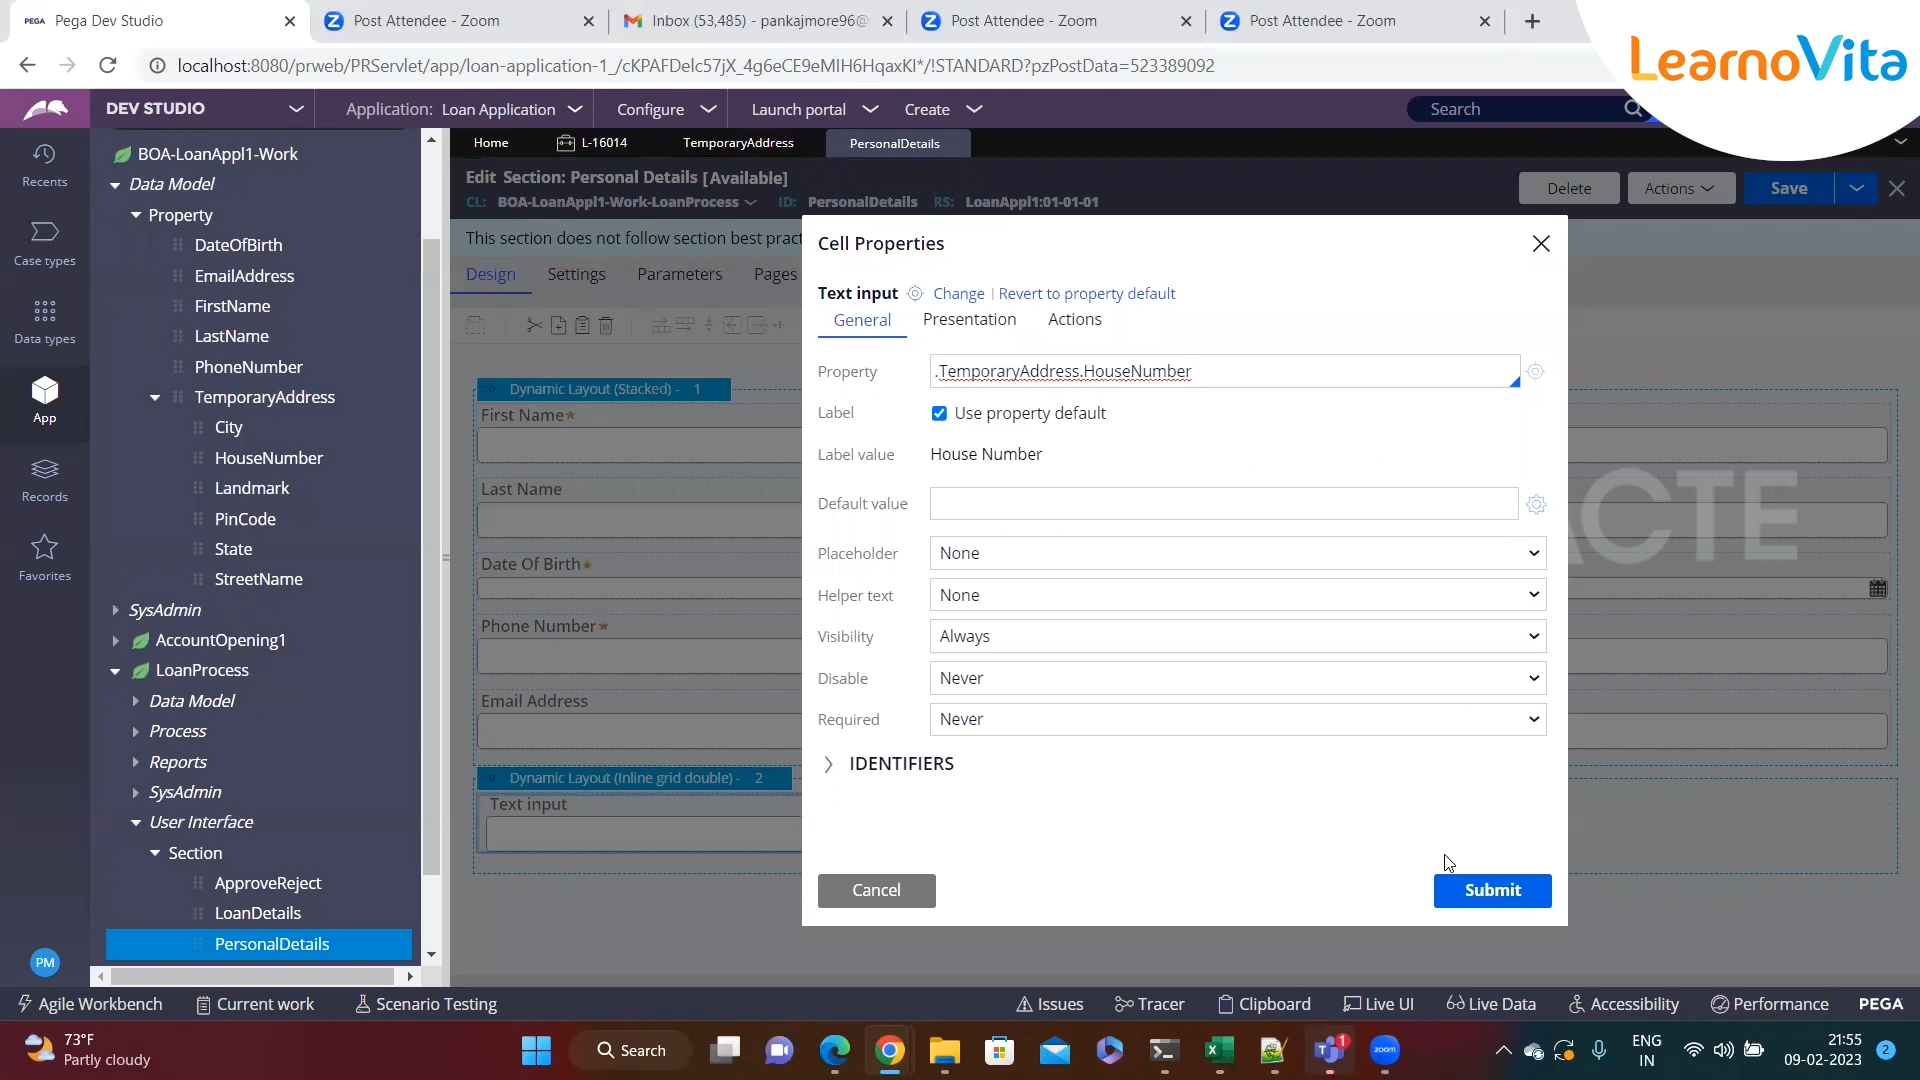 PEGA Pega Dev Studio
Post Attendee - Zoom
Inbox (53,485) - pankajmore96@
Post Attendee - Zoom
Post Attendee - Zoom
localhost:8080/prweb/PRServlet/app/loan-application-1_/cKPAFDelc57jX_4g6eCE9eMIH6HqaxKI*/!STANDARD?pzPostData=523389092
LearnoVita
DEV STUDIO
Application: Loan Application
Configure
Launch portal
Create
Search
Recents
Case types
Data types
App
Records
Favorites
PM
BOA-LoanAppl1-Work
Data Model
Property
DateOfBirth
EmailAddress
FirstName
LastName
PhoneNumber
TemporaryAddress
City
HouseNumber
Landmark
PinCode
State
StreetName
SysAdmin
AccountOpening1
LoanProcess
Data Model
Process
Reports
SysAdmin
User Interface
Section
ApproveReject
LoanDetails
PersonalDetails
Home
L-16014
TemporaryAddress
PersonalDetails
Edit Section: Personal Details [Available]
CL: BOA-LoanAppl1-Work-LoanProcess ID: PersonalDetails RS: LoanAppl1:01-01-01
Delete
Actions
Save
This section does not follow section best pract
Design
Settings
Parameters
Pages
Dynamic Layout (Stacked) - 1
First Name*
Last Name
Date Of Birth*
Phone Number*
Email Address
Dynamic Layout (Inline grid double) - 2
Text input
ACTE
Cell Properties
Text input Change | Revert to property default
General
Presentation
Actions
Property .TemporaryAddress.HouseNumber
Label Use property default
Label value House Number
Default value
Placeholder None
Helper text None
Visibility Always
Disable Never
Required Never
IDENTIFIERS
Cancel
Submit
Agile Workbench
Current work
Scenario Testing
Issues
Tracer
Clipboard
Live UI
Live Data
Accessibility
Performance
PEGA
73°F
Partly cloudy
Search
1
zoom
ENG
IN
21:55
09-02-2023
2